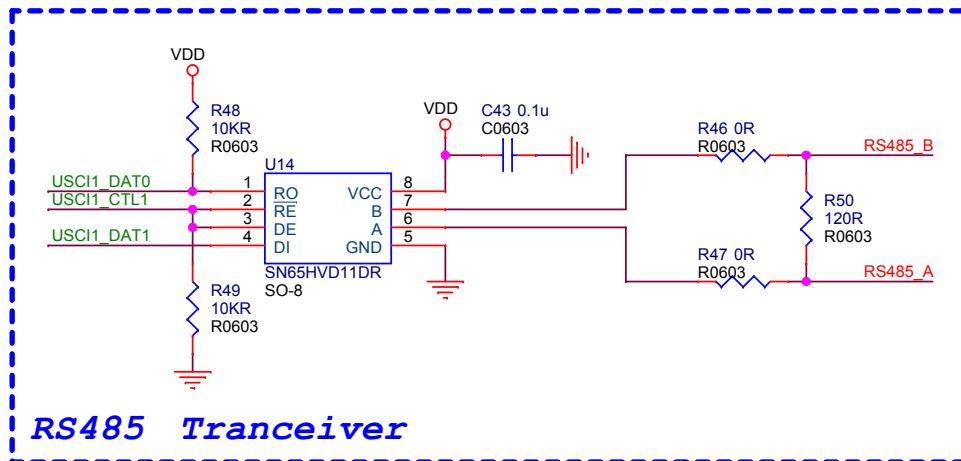 VDD
R48
10KR
R0603
VDD
C43 0.1u
C0603
R46 0R
R0603
RS485_B
U14
USCI1_DAT0
1
RO
VCC
8
USCI1_CTL1
2
RE
B
7
3
DE
A
6
USCI1_DAT1
4
DI
GND
5
SN65HVD11DR
SO-8
R50
120R
R0603
R47 0R
R0603
RS485_A
R49
10KR
R0603
RS485 Tranceiver